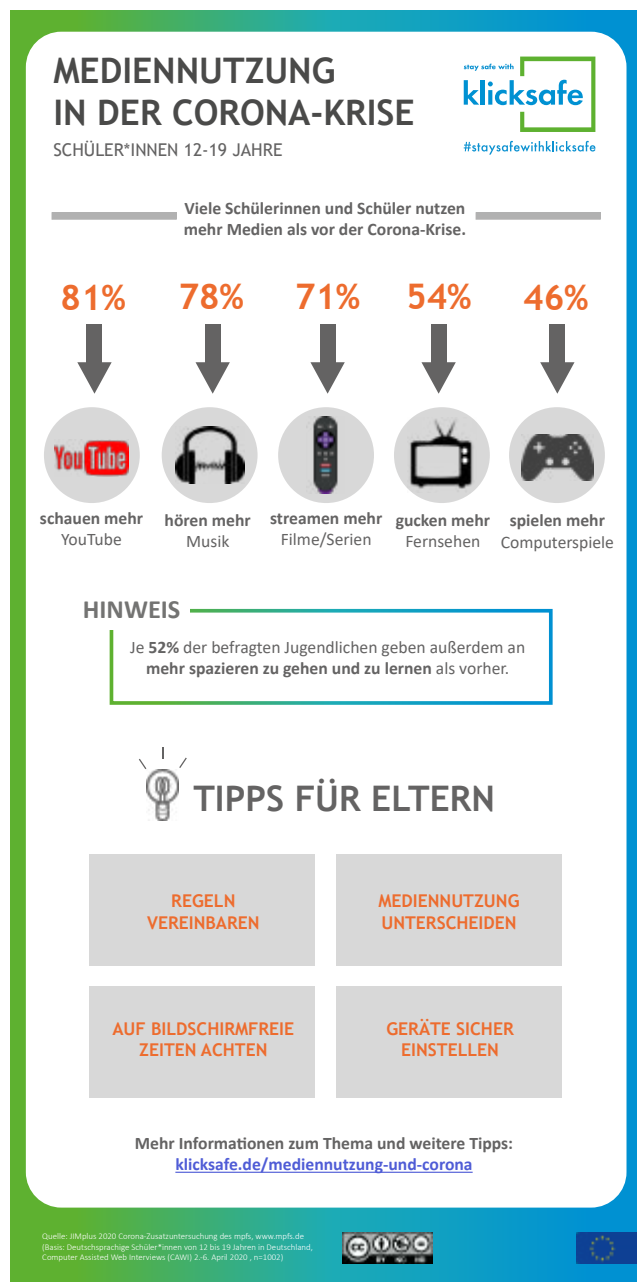 MEDIENNUTZUNG
IN DER CORONA-KRISE
SCHÜLER*INNEN 12-19 JAHRE
stay safe with
klicksafe
#staysafewithklicksafe
Viele Schülerinnen und Schüler nutzen
mehr Medien als vor der Corona-Krise.
81%
78%
71%
54%
46%
YouTube
music
schauen mehr
YouTube
hören mehr
Musik
streamen mehr
Filme/Serien
gucken mehr
Fernsehen
spielen mehr
Computerspiele
HINWEIS
Je 52% der befragten Jugendlichen geben außerdem an
mehr spazieren zu gehen und zu lernen als vorher.
TIPPS FÜR ELTERN
REGELN
VEREINBAREN
MEDIENNUTZUNG
UNTERSCHEIDEN
AUF BILDSCHIRMFREIE
ZEITEN ACHTEN
GERÄTE SICHER
EINSTELLEN
Mehr Informationen zum Thema und weitere Tipps:
klicksafe.de/mediennutzung-und-corona
Quelle: JIMplus 2020 Corona-Zusatzuntersuchung des mpfs, www.mpfs.de
(Basis: Deutschsprachige Schüler*innen von 12 bis 19 Jahren in Deutschland,
Computer Assisted Web Interviews (CAWI) 2.-6. April 2020 , n=1002)
cc
BY NC ND